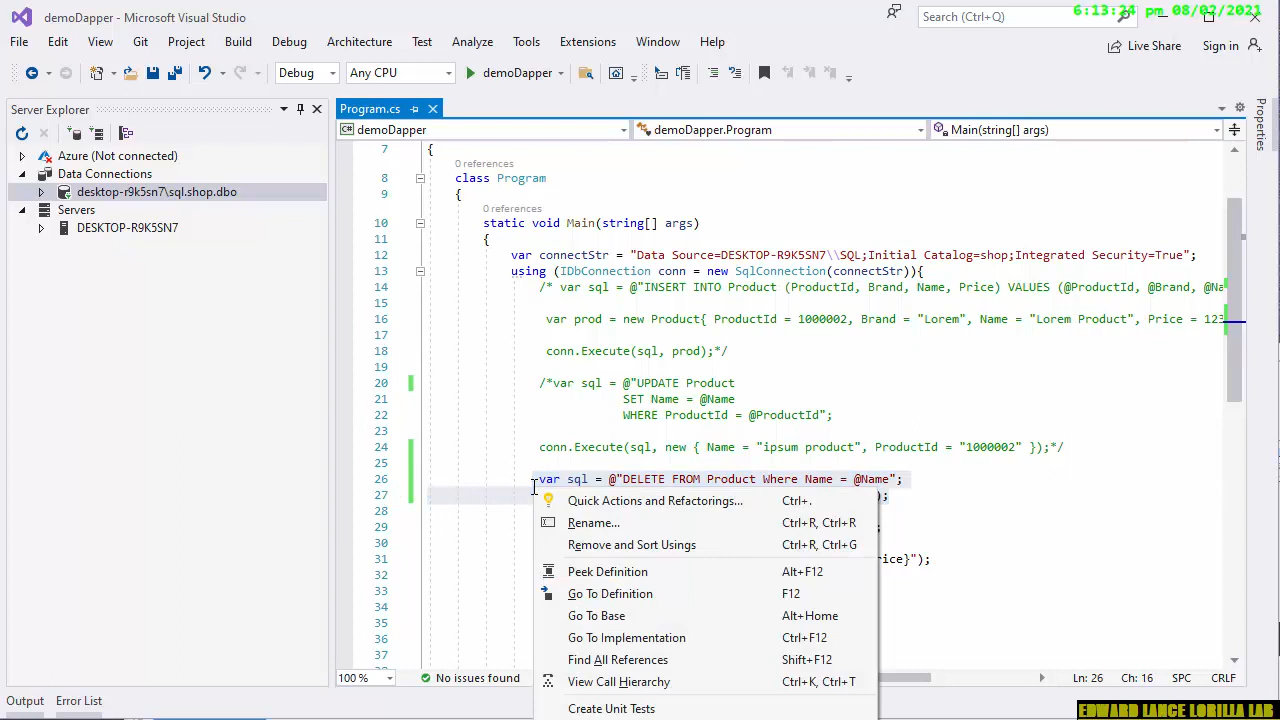 demoDapper - Microsoft Visual Studio
Search (Ctrl+Q)
6:13:24 pm 08/02/2021
File Edit View Git Project Build Debug Architecture Test Analyze Tools Extensions Window Help
Live Share Sign in
Debug Any CPU demoDapper
Server Explorer
Azure (Not connected)
Data Connections
desktop-r9k5sn7\sql.shop.dbo
Servers
DESKTOP-R9K5SN7
Program.cs
demoDapper demoDapper.Program Main(string[] args)
Properties
7 {
0 references
8 class Program
9 {
0 references
10 static void Main(string[] args)
11 {
12 var connectStr = "Data Source=DESKTOP-R9K5SN7\\SQL;Initial Catalog=shop;Integrated Security=True";
13 using (IDbConnection conn = new SqlConnection(connectStr)){
14 /* var sql = @"INSERT INTO Product (ProductId, Brand, Name, Price) VALUES (@ProductId, @Brand, @Na
15
16 var prod = new Product{ ProductId = 1000002, Brand = "Lorem", Name = "Lorem Product", Price = 123
17
18 conn.Execute(sql, prod);*/
19
20 /*var sql = @"UPDATE Product
21 SET Name = @Name
22 WHERE ProductId = @ProductId";
23
24 conn.Execute(sql, new { Name = "ipsum product", ProductId = "1000002" });*/
25
26 var sql = @"DELETE FROM Product Where Name = @Name";
27 );
28 ;
29
30
31 ice}");
32
33
34
35
36
37
Quick Actions and Refactorings... Ctrl+.
Rename... Ctrl+R, Ctrl+R
Remove and Sort Usings Ctrl+R, Ctrl+G
Peek Definition Alt+F12
Go To Definition F12
Go To Base Alt+Home
Go To Implementation Ctrl+F12
Find All References Shift+F12
View Call Hierarchy Ctrl+K, Ctrl+T
Create Unit Tests
100 % No issues found Ln: 26 Ch: 16 SPC CRLF
Output Error List
EDWARD LANCE LORILLA LAB